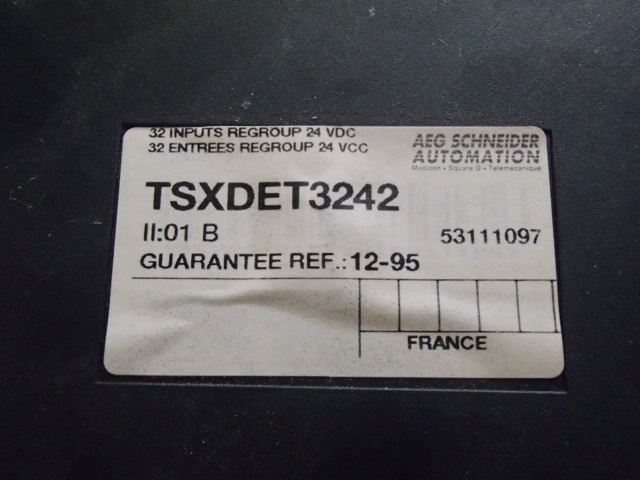 32 INPUTS REGROUP 24 VDC
32 ENTREES REGROUP 24 VCC
AEG SCHNEIDER
AUTOMATION
Modicon • Square D • Telemecanique
TSXDET3242
II:01 B
53111097
GUARANTEE REF.: 12-95
FRANCE